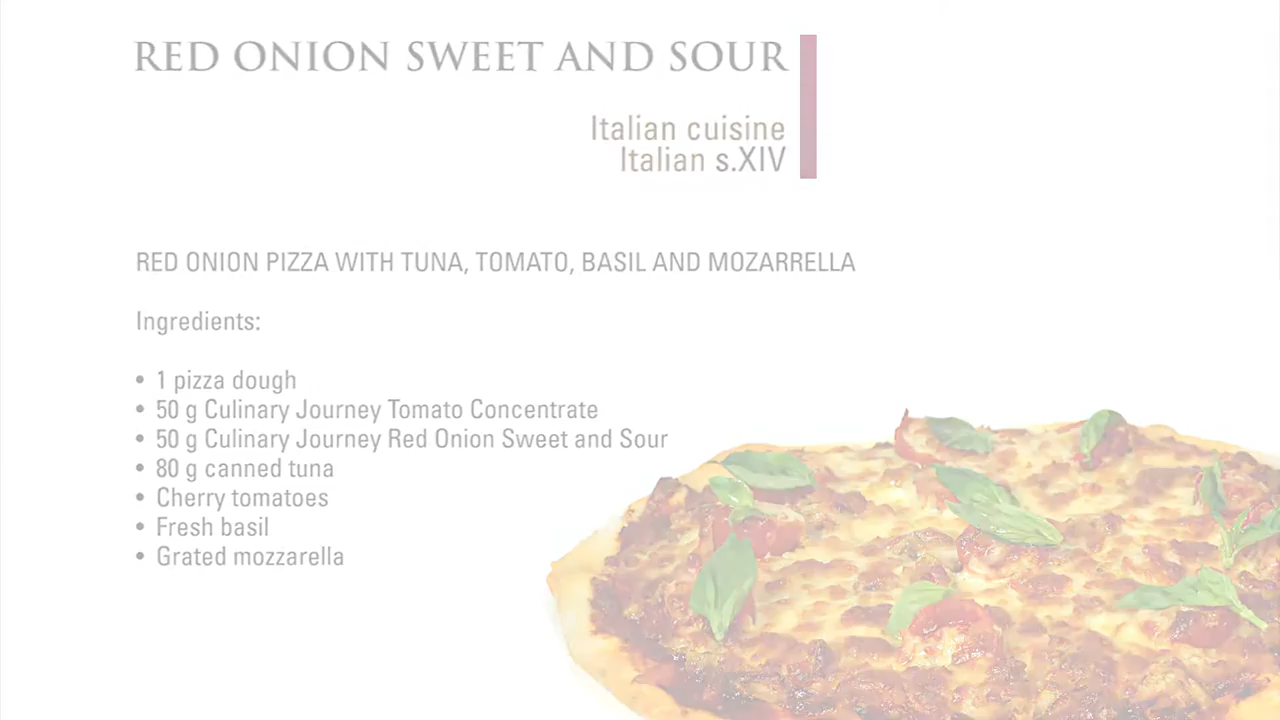 RED ONION SWEET AND SOUR
Italian cuisine
Italian s.XIV
RED ONION PIZZA WITH TUNA, TOMATO, BASIL AND MOZARRELLA
Ingredients:
• 1 pizza dough
• 50 g Culinary Journey Tomato Concentrate
• 50 g Culinary Journey Red Onion Sweet and Sour
• 80 g canned tuna
• Cherry tomatoes
• Fresh basil
• Grated mozzarella